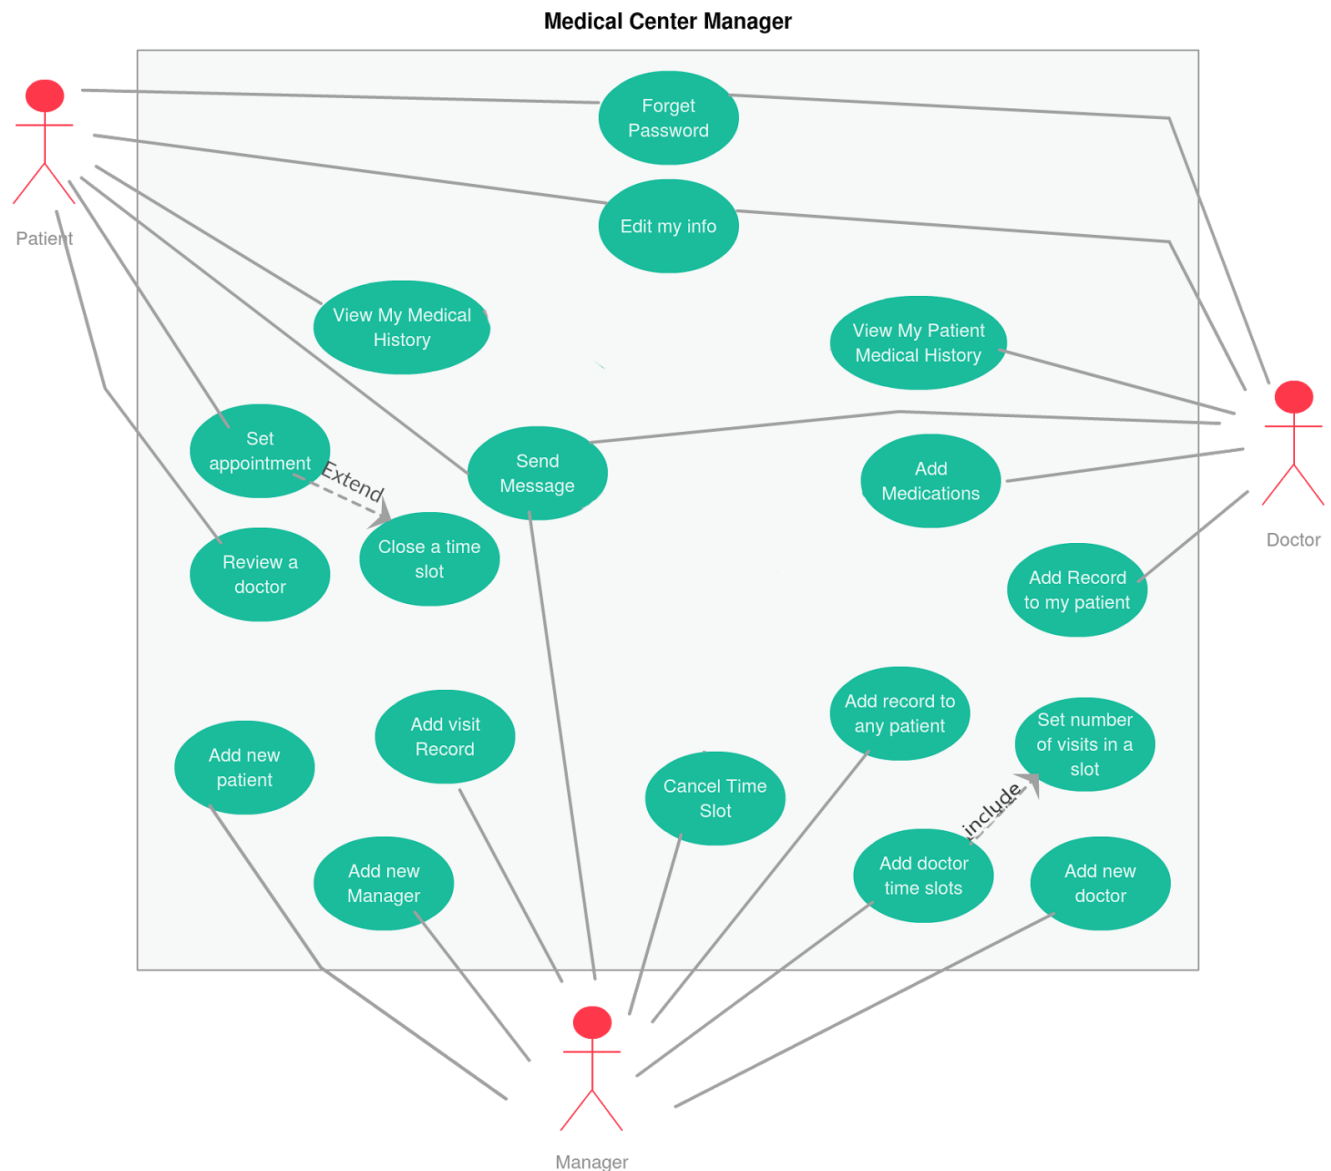 Medical Center Manager
Forget
Password
Patient
Edit my info
View My Medical
History
View My Patient
Medical History
Set
appointment
Extend
Send
Message
Add
Medications
Doctor
Close a time
slot
Review a
doctor
Add Record
to my patient
Add new
patient
Add visit
Record
Cancel Time
Slot
Add record to
any patient
Set number
of visits in a
slot
include
Add new
Manager
Add doctor
time slots
Add new
doctor
Manager